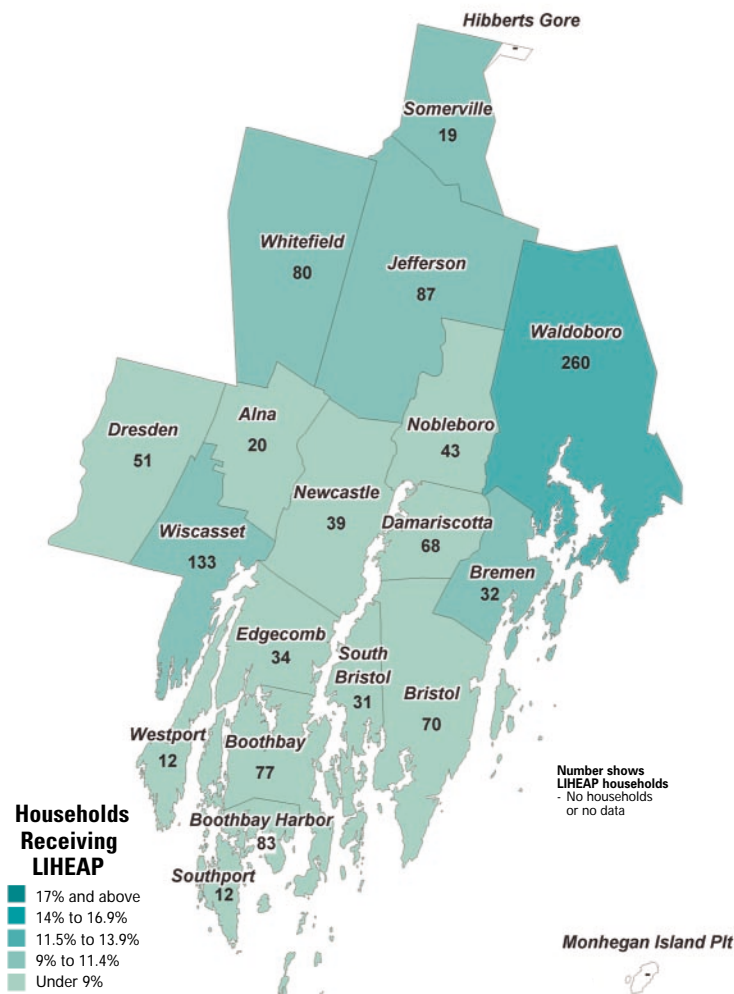 Hibberts Gore
-
Somerville
19
Whitefield
80
Jefferson
87
Waldoboro
260
Dresden
51
Alna
20
Nobleboro
43
Newcastle
39
Damariscotta
68
Wiscasset
133
Bremen
32
Edgecomb
34
South
Bristol
31
Bristol
70
Westport
12
Boothbay
77
Boothbay Harbor
83
Southport
12
Number shows
LIHEAP households
- No households
or no data
Households
Receiving
LIHEAP
17% and above
14% to 16.9%
11.5% to 13.9%
9% to 11.4%
Under 9%
Monhegan Island Plt
-